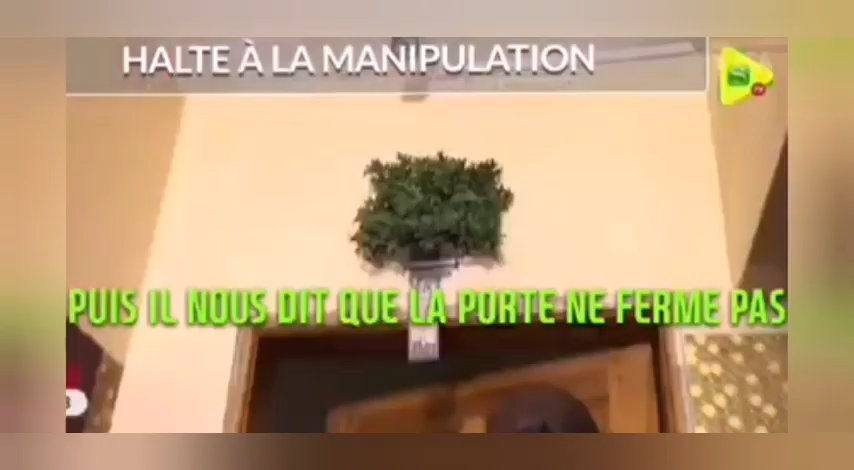 HALTE À LA MANIPULATION
PUIS IL NOUS DIT QUE LA PORTE NE FERME PAS